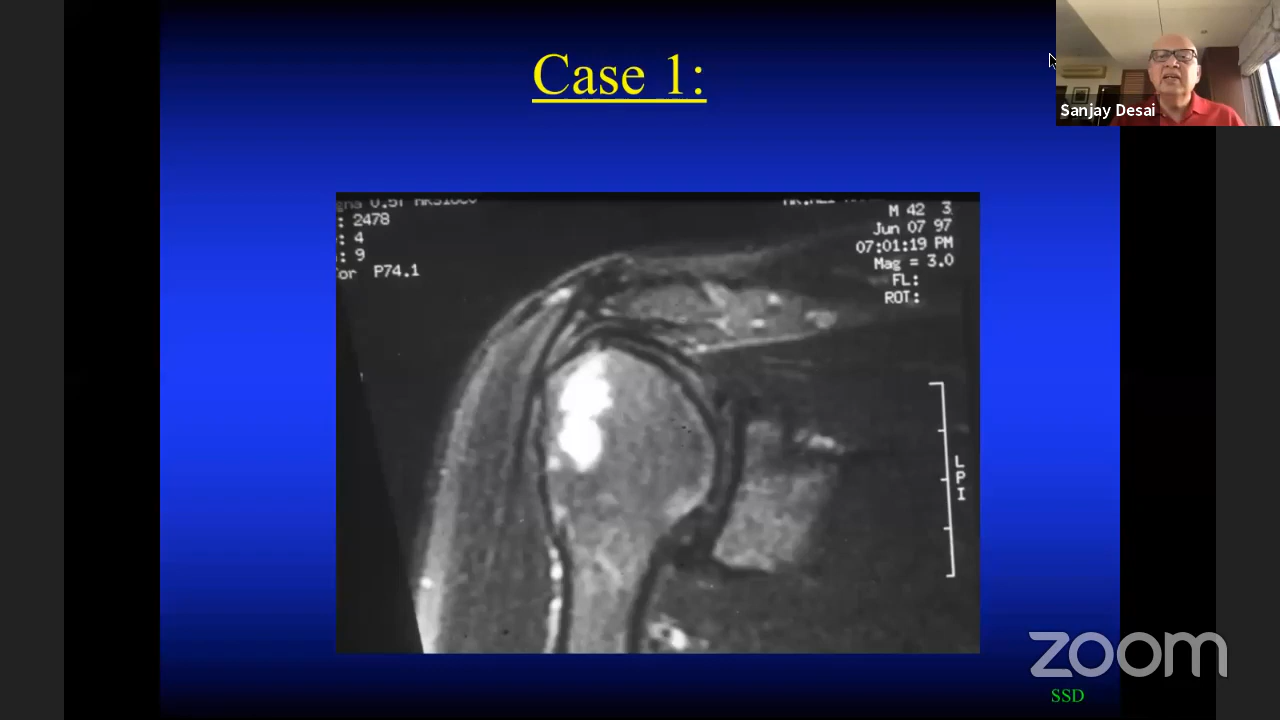 Case 1:
Sanjay Desai
: 2478
: 4
: 9
or P74.1
M 42 3
Jun 07 97
07:01:19 PM
Mag = 3.0
FL:
ROT:
L
P
I
zoom
SSD